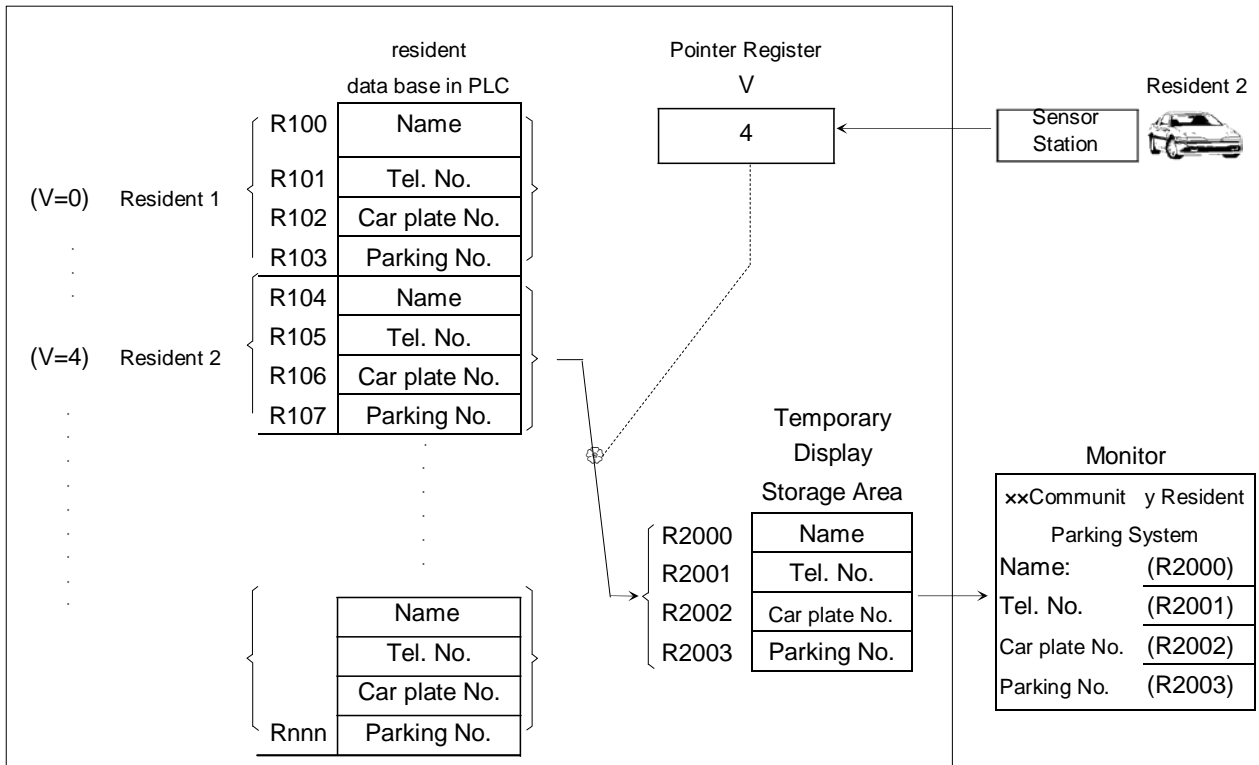 resident
data base in PLC
R100 Name
R101 Tel. No.
(V=0) Resident 1
R102 Car plate No.
R103 Parking No.
R104 Name
R105 Tel. No.
(V=4) Resident 2
R106 Car plate No.
R107 Parking No.
Name
Tel. No.
Car plate No.
Rnnn Parking No.
Pointer Register
V
4
Sensor
Station
Resident 2
Temporary
Display
Storage Area
R2000 Name
R2001 Tel. No.
R2002 Car plate No.
R2003 Parking No.
Monitor
××Communit y Resident
Parking System
Name: (R2000)
Tel. No. (R2001)
Car plate No. (R2002)
Parking No. (R2003)